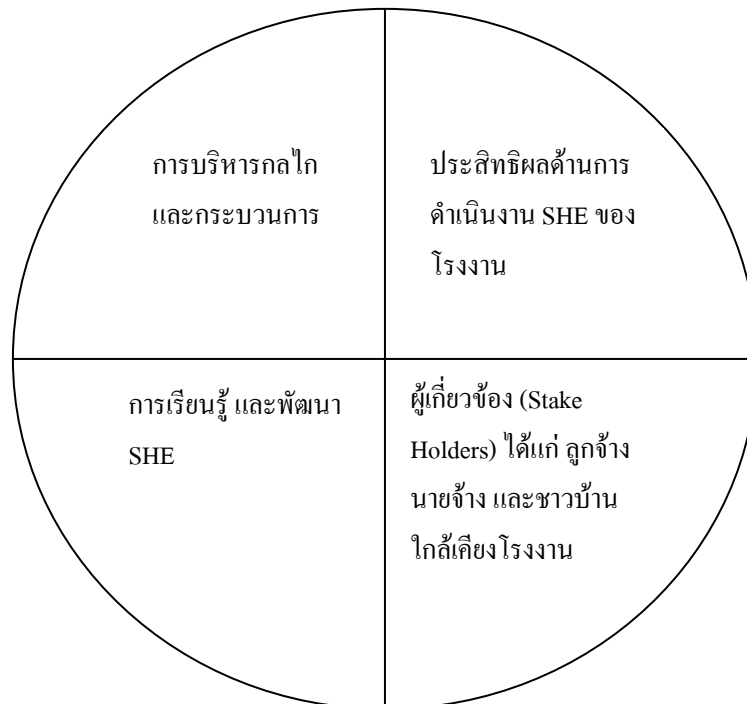 การบริหารกลไก
และกระบวนการ
ประสิทธิผลด้านการ
ดำเนินงาน SHE ของ
โรงงาน
การเรียนรู้ และพัฒนา
SHE
ผู้เกี่ยวข้อง (Stake
Holders) ได้แก่ ลูกจ้าง
นายจ้าง และชาวบ้าน
ใกล้เคียงโรงงาน